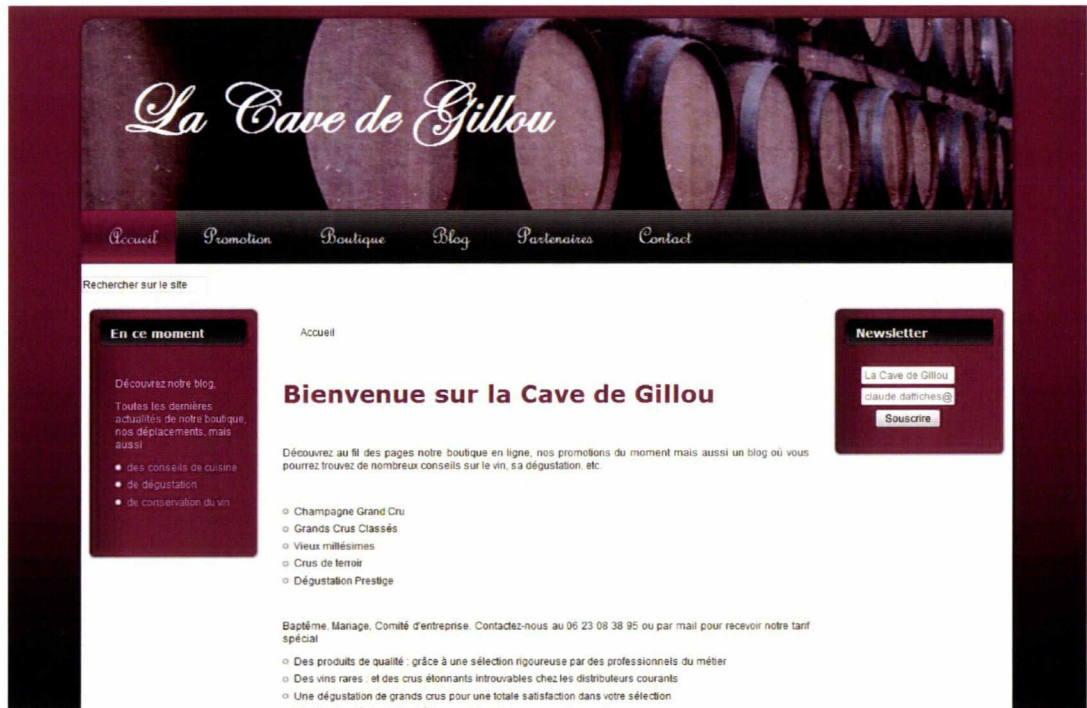 La Cave de Gillou
Accueil Promotion Boutique Blog Partenaires Contact
Rechercher sur le site
En ce moment
Découvrez notre blog,
Toutes les dernières
actualités de notre boutique,
nos déplacements, mais
aussi
des conseils de cuisine
de dégustation
de conservation du vin
Accueil
Bienvenue sur la Cave de Gillou
Découvrez au fil des pages notre boutique en ligne, nos promotions du moment mais aussi un blog où vous
pourrez trouvez de nombreux conseils sur le vin, sa dégustation, etc.
Champagne Grand Cru
Grands Crus Classés
Vieux millésimes
Crus de terroir
Dégustation Prestige
Baptême, Mariage, Comité d'entreprise. Contactez-nous au 06 23 08 38 95 ou par mail pour recevoir notre tarif
spécial
Des produits de qualité : grâce à une sélection rigoureuse par des professionnels du métier
Des vins rares : et des crus étonnants introuvables chez les distributeurs courants
Une dégustation de grands crus pour une totale satisfaction dans votre sélection
Newsletter
La Cave de Gillou
claude.daffiches@
Souscrire